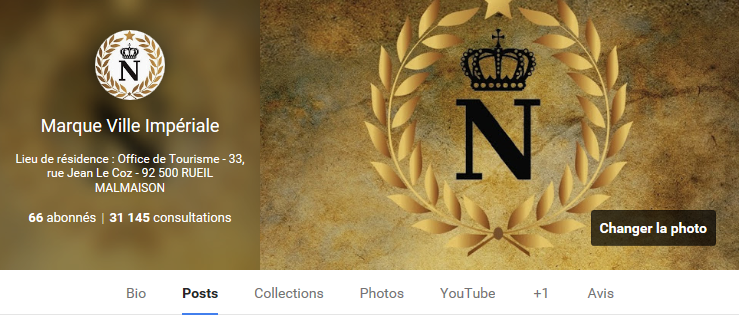 N
Marque Ville Impériale
Lieu de résidence : Office de Tourisme - 33,
rue Jean Le Coz - 92 500 RUEIL
MALMAISON
66 abonnés | 31 145 consultations
N
Changer la photo
Bio Posts Collections Photos YouTube +1 Avis